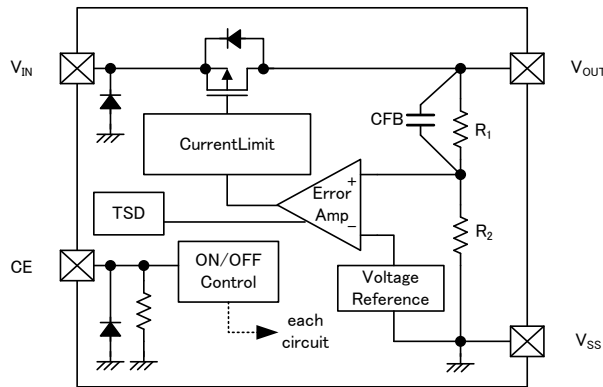 VIN
VOUT
CFB
R1
CurrentLimit
+
Error
Amp
−
TSD
R2
CE
ON/OFF
Control
Voltage
Reference
each
circuit
VSS